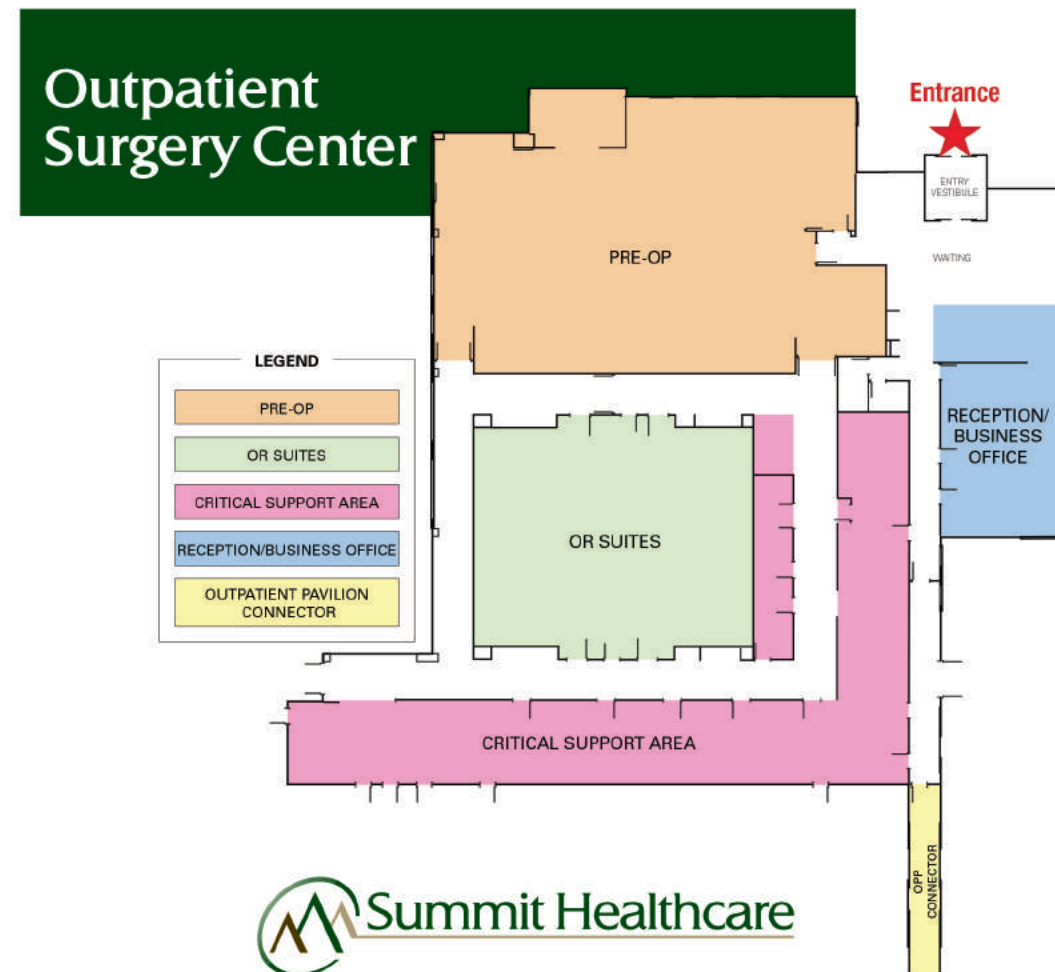 Outpatient
Surgery Center
Entrance
ENTRY
VESTIBULE
WAITING
PRE-OP
LEGEND
PRE-OP
OR SUITES
CRITICAL SUPPORT AREA
RECEPTION/BUSINESS OFFICE
OUTPATIENT PAVILION
CONNECTOR
RECEPTION/
BUSINESS
OFFICE
OR SUITES
CRITICAL SUPPORT AREA
OPP
CONNECTOR
Summit Healthcare